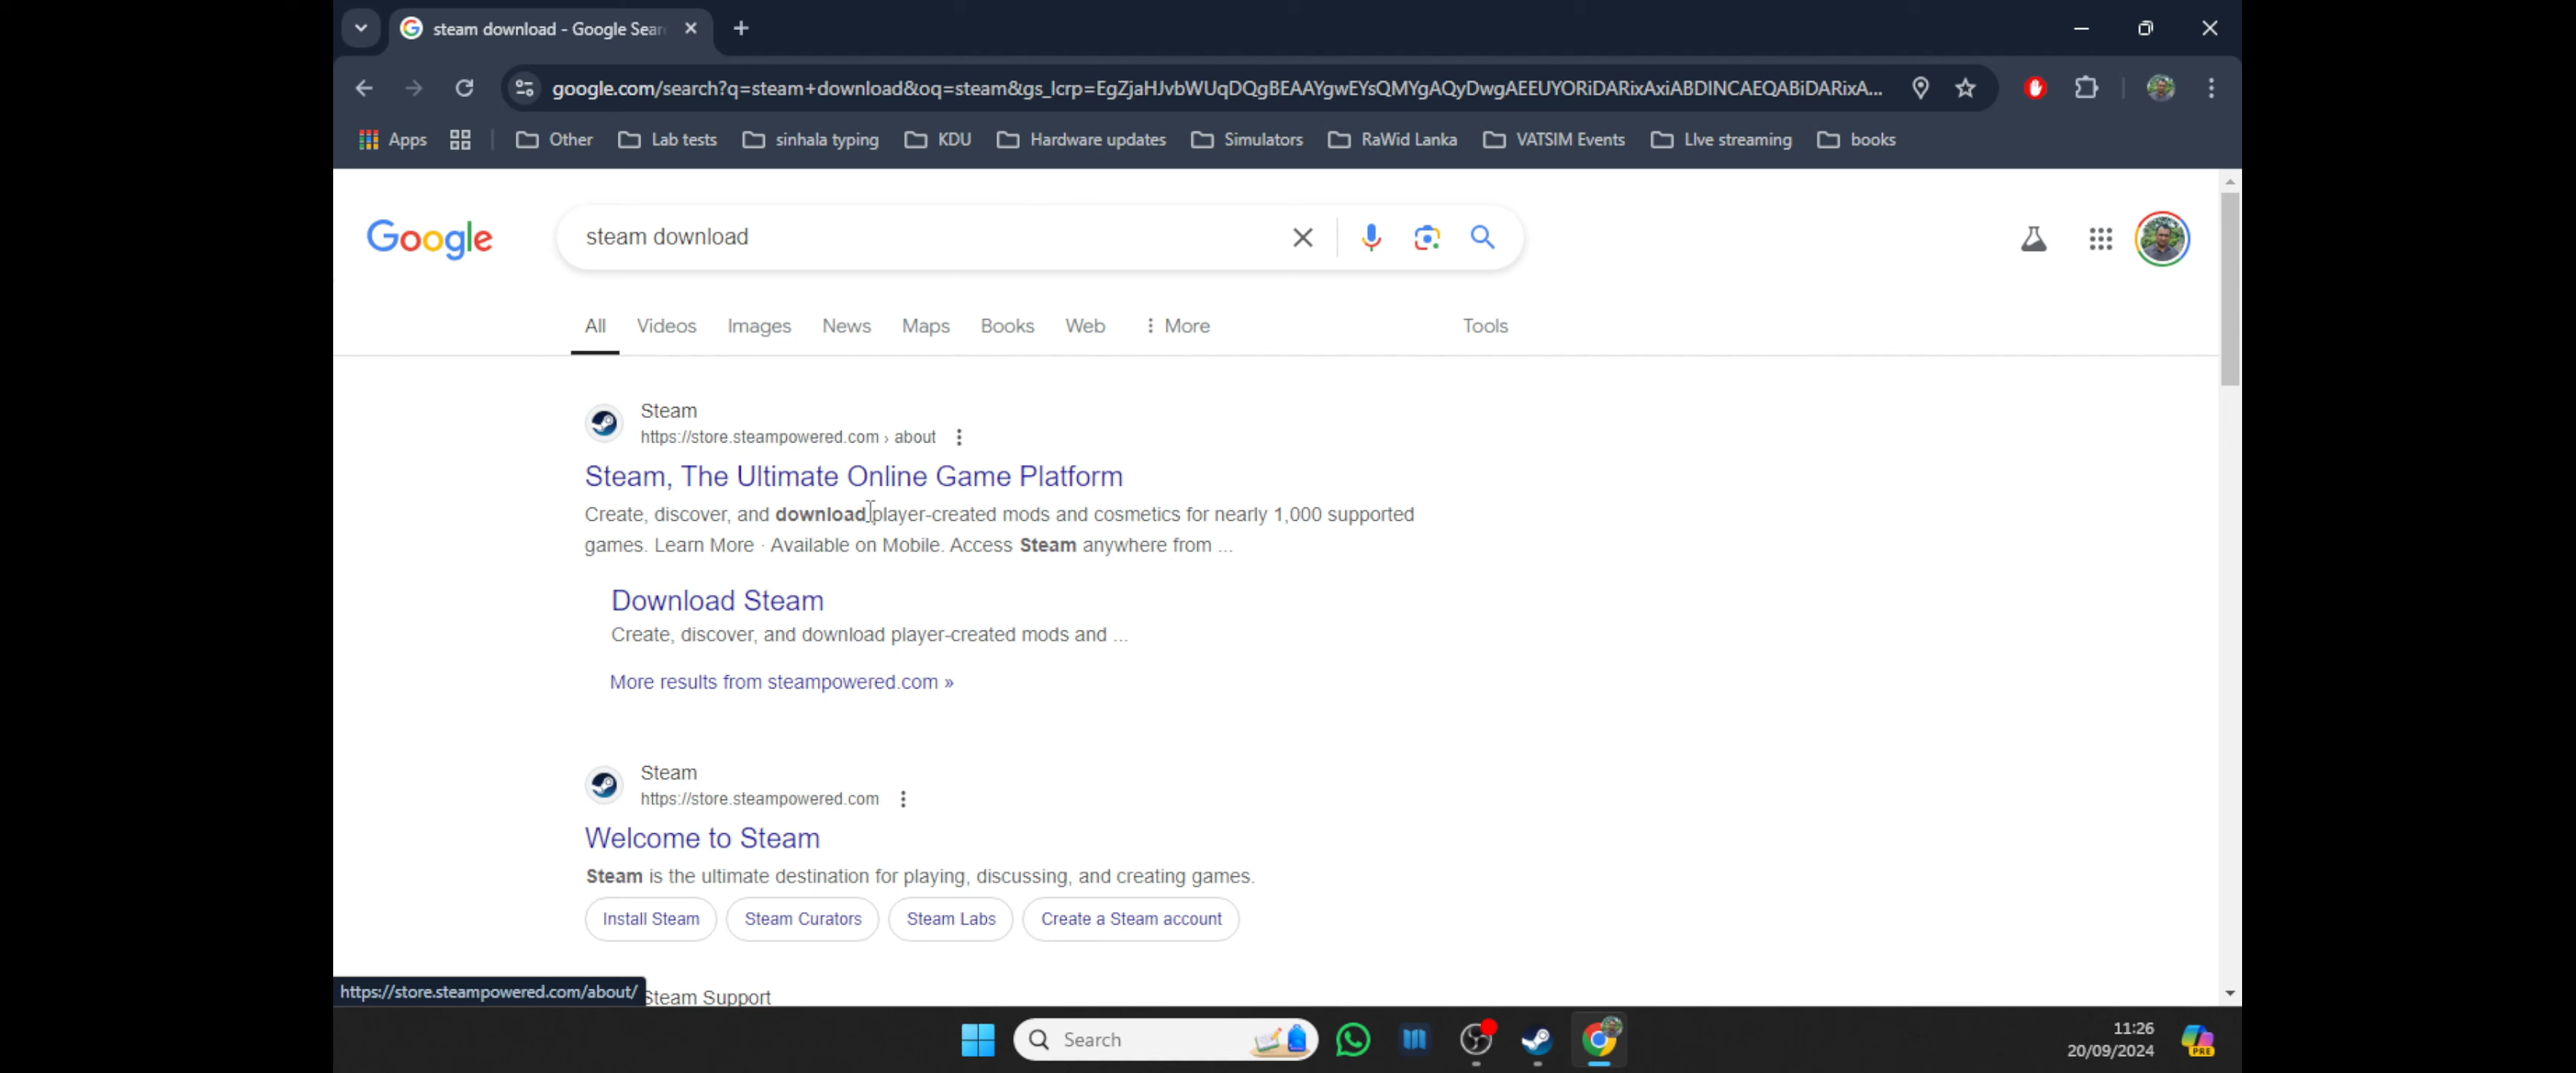 steam download - Google Sear
google.com/search?q=steam+download&oq=steam&gs_lcrp=EgZjaHJvbWUqDQgBEAAYgwEYsQMYgAQyDwgAEEUYORiDARixAxiABDINCAEQABiDARixA...
Apps Other Lab tests sinhala typing KDU Hardware updates Simulators RaWid Lanka VATSIM Events LIve streaming books
Google steam download
All Videos Images News Maps Books Web More Tools
Steam
https://store.steampowered.com › about
Steam, The Ultimate Online Game Platform
Create, discover, and download player-created mods and cosmetics for nearly 1,000 supported
games. Learn More · Available on Mobile. Access Steam anywhere from ...
Download Steam
Create, discover, and download player-created mods and ...
More results from steampowered.com »
Steam
https://store.steampowered.com
Welcome to Steam
Steam is the ultimate destination for playing, discussing, and creating games.
Install Steam Steam Curators Steam Labs Create a Steam account
https://store.steampowered.com/about/ Steam Support
Search 11:26
20/09/2024 PRE